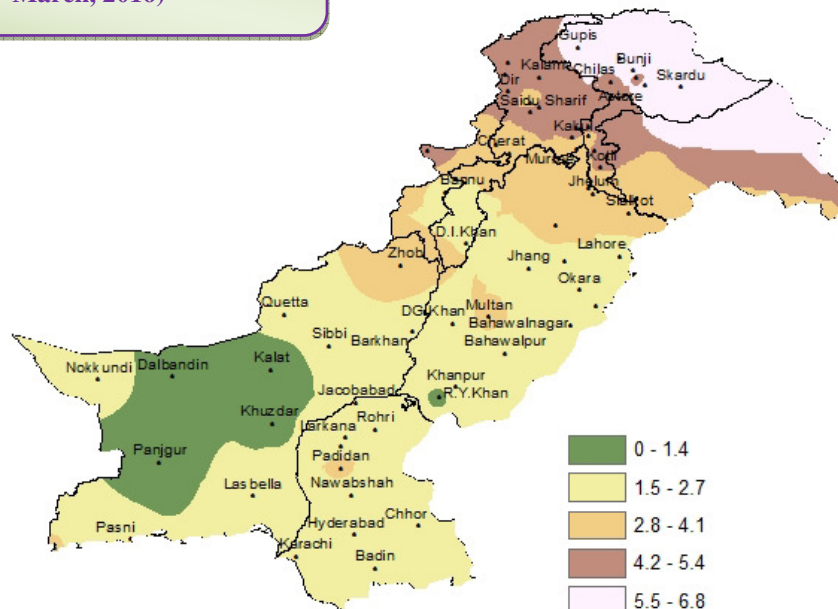 March, 2018)
Gupis
Bunji
Kalam
Chilas
Skardu
Dir
Astore
Saidu Sharif
Kakul
Cherat
Kotli
Murree
Bannu
Jhelum
Sialkot
D.I.Khan
Lahore
Zhob
Jhang
Okara
Quetta
DG.Khan
Multan
Bahawalnagar
Sibbi
Barkhan
Bahawalpur
Nokkundi
Dalbandin
Kalat
Khanpur
R.Y.Khan
Jacobabad
Khuzdar
Larkana
Rohri
Panjgur
Padidan
Lasbella
Nawabshah
Pasni
Hyderabad
Chhor
Karachi
Badin
0 - 1.4
1.5 - 2.7
2.8 - 4.1
4.2 - 5.4
5.5 - 6.8